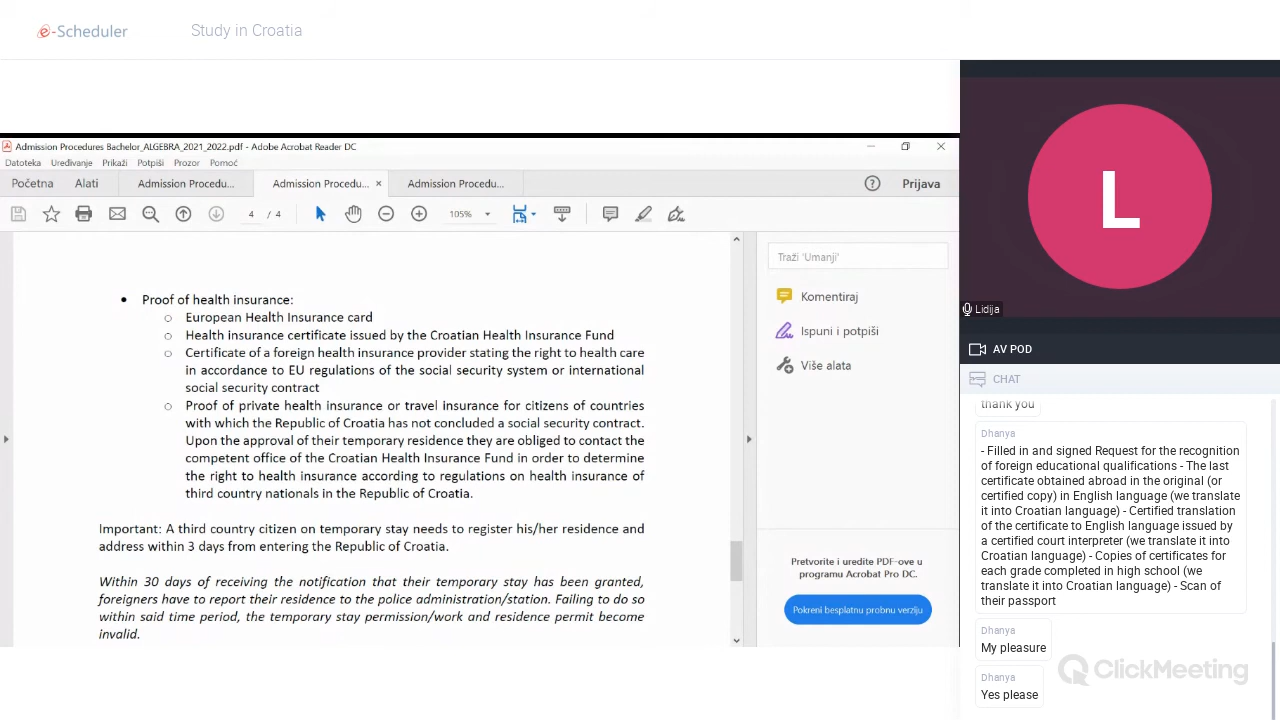 e-Scheduler
Study in Croatia
Admission Procedures Bachelor_ALGEBRA_2021_2022.pdf - Adobe Acrobat Reader DC
Datoteka Uređivanje Prikaži Potpiši Prozor Pomoć
Početna Alati Admission Procedu... Admission Procedu... × Admission Procedu... Prijava
4 / 4 105%
• Proof of health insurance:
○ European Health Insurance card
○ Health insurance certificate issued by the Croatian Health Insurance Fund
○ Certificate of a foreign health insurance provider stating the right to health care
in accordance to EU regulations of the social security system or international
social security contract
○ Proof of private health insurance or travel insurance for citizens of countries
with which the Republic of Croatia has not concluded a social security contract.
Upon the approval of their temporary residence they are obliged to contact the
competent office of the Croatian Health Insurance Fund in order to determine
the right to health insurance according to regulations on health insurance of
third country nationals in the Republic of Croatia.
Important: A third country citizen on temporary stay needs to register his/her residence and
address within 3 days from entering the Republic of Croatia.
Within 30 days of receiving the notification that their temporary stay has been granted,
foreigners have to report their residence to the police administration/station. Failing to do so
within said time period, the temporary stay permission/work and residence permit become
invalid.
Traži 'Umanji'
Komentiraj
Ispuni i potpiši
Više alata
Pretvorite i uredite PDF-ove u
programu Acrobat Pro DC.
Pokreni besplatnu probnu verziju
L
Lidija
AV POD
CHAT
thank you
Dhanya
- Filled in and signed Request for the recognition
of foreign educational qualifications - The last
certificate obtained abroad in the original (or
certified copy) in English language (we translate
it into Croatian language) - Certified translation
of the certificate to English language issued by
a certified court interpreter (we translate it into
Croatian language) - Copies of certificates for
each grade completed in high school (we
translate it into Croatian language) - Scan of
their passport
Dhanya
My pleasure
Dhanya
Yes please
ClickMeeting